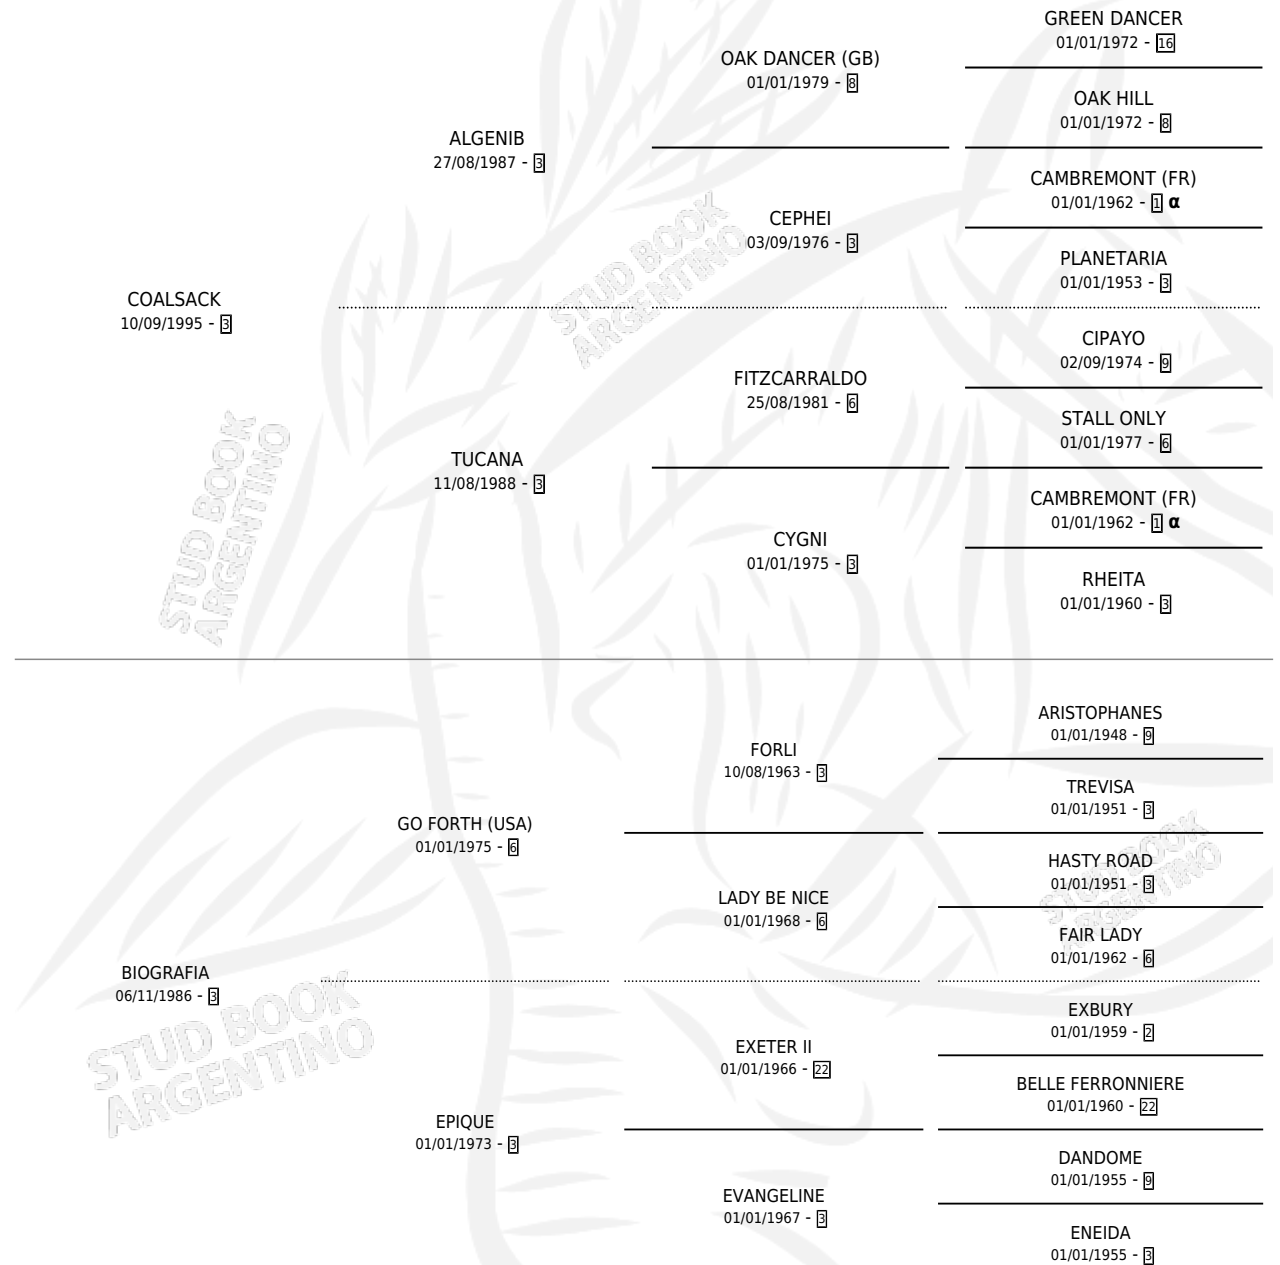 GREEN DANCER
01/01/1972 - 16
OAK DANCER (GB)
01/01/1979 - 8
OAK HILL
01/01/1972 - 8
ALGENIB
27/08/1987 - 3
CAMBREMONT (FR)
01/01/1962 - 1 α
CEPHEI
03/09/1976 - 3
PLANETARIA
01/01/1953 - 3
COALSACK
10/09/1995 - 3
CIPAYO
02/09/1974 - 9
FITZCARRALDO
25/08/1981 - 6
STALL ONLY
01/01/1977 - 6
TUCANA
11/08/1988 - 3
CAMBREMONT (FR)
01/01/1962 - 1 α
CYGNI
01/01/1975 - 3
RHEITA
01/01/1960 - 3
ARISTOPHANES
01/01/1948 - 9
FORLI
10/08/1963 - 3
TREVISA
01/01/1951 - 3
GO FORTH (USA)
01/01/1975 - 6
HASTY ROAD
01/01/1951 - 3
LADY BE NICE
01/01/1968 - 6
FAIR LADY
01/01/1962 - 6
BIOGRAFIA
06/11/1986 - 3
EXBURY
01/01/1959 - 2
EXETER II
01/01/1966 - 22
BELLE FERRONNIERE
01/01/1960 - 22
EPIQUE
01/01/1973 - 3
DANDOME
01/01/1955 - 9
EVANGELINE
01/01/1967 - 3
ENEIDA
01/01/1955 - 3
STUD BOOK
ARGENTINO
STUD BOOK
ARGENTINO
STUD BOOK
ARGENTINO
STUD BOOK
ARGENTINO